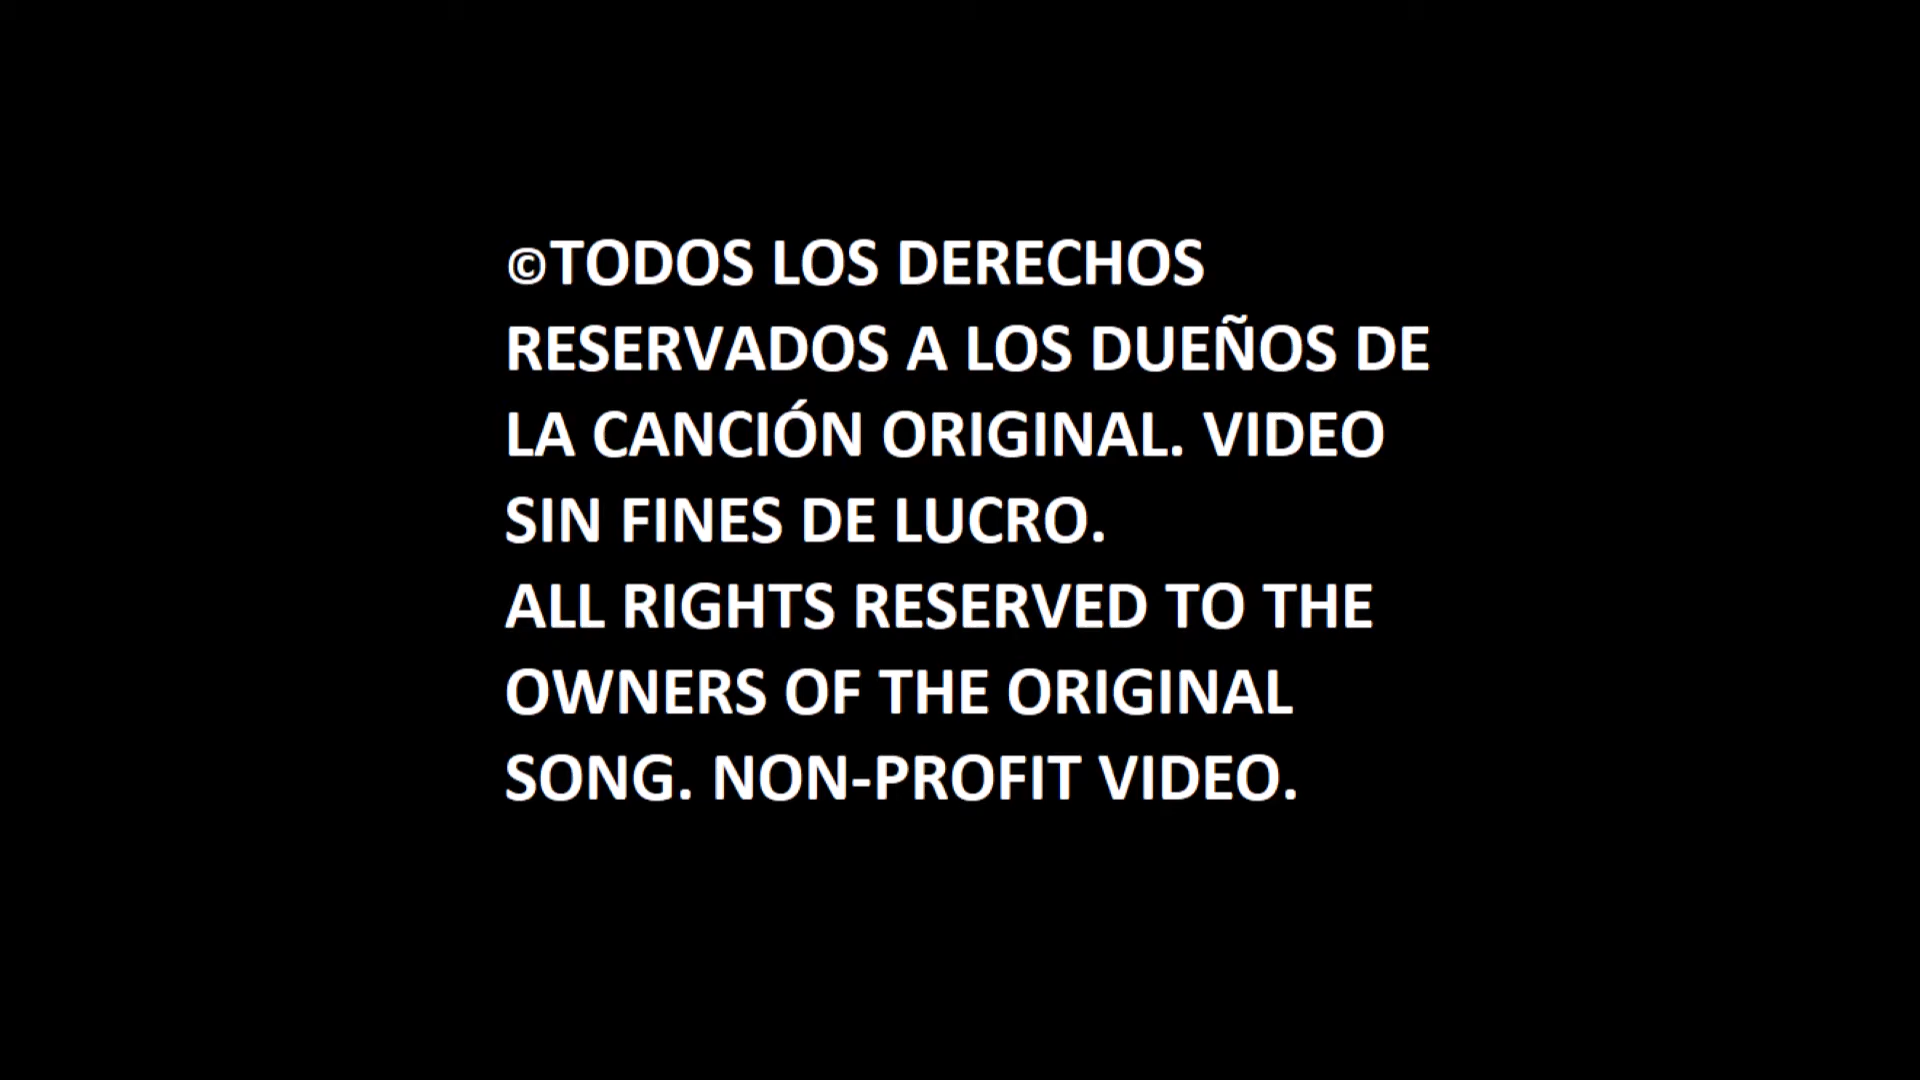 ©TODOS LOS DERECHOS
RESERVADOS A LOS DUEÑOS DE
LA CANCIÓN ORIGINAL. VIDEO
SIN FINES DE LUCRO.
ALL RIGHTS RESERVED TO THE
OWNERS OF THE ORIGINAL
SONG. NON-PROFIT VIDEO.